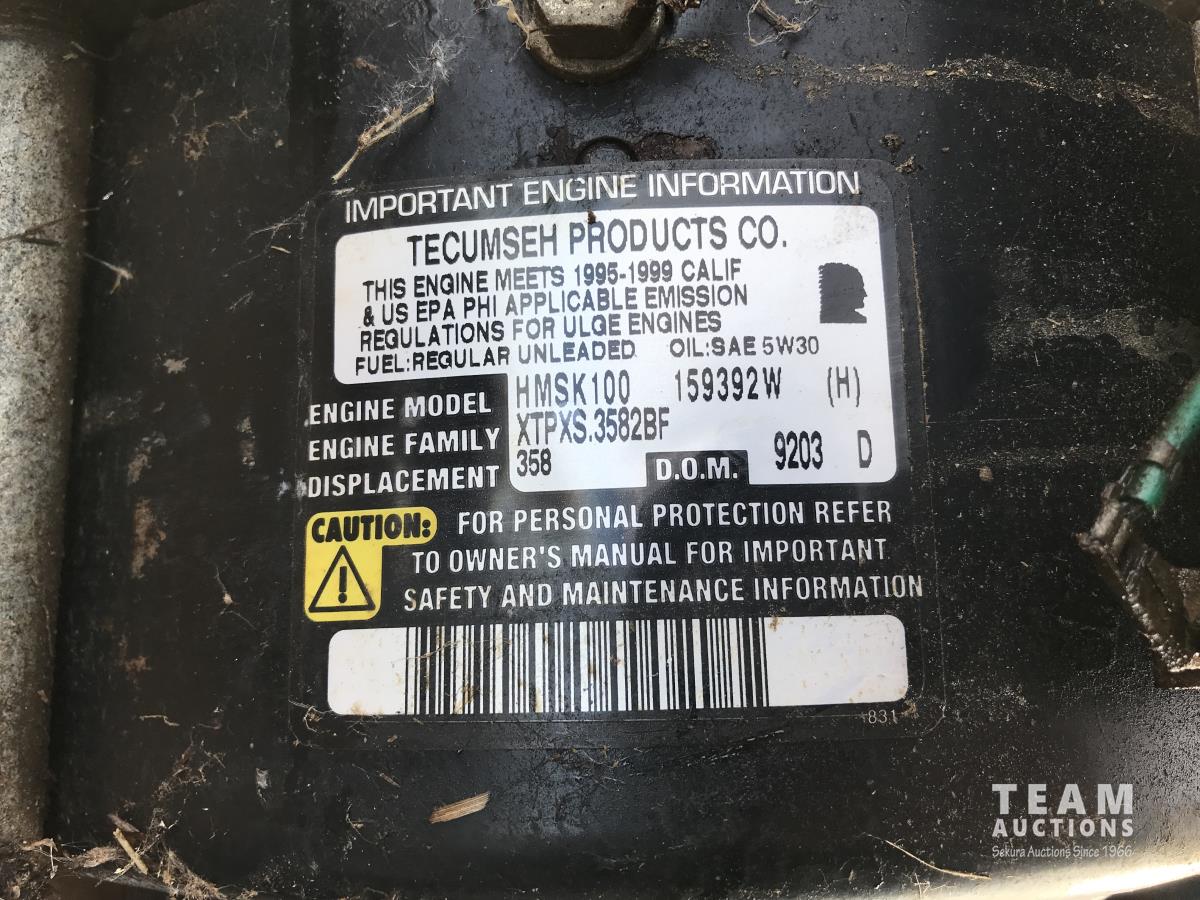 IMPORTANT ENGINE INFORMATION
TECUMSEH PRODUCTS CO.
THIS ENGINE MEETS 1995-1999 CALIF
& US EPA PHI APPLICABLE EMISSION
REGULATIONS FOR ULGE ENGINES
FUEL:REGULAR UNLEADED OIL:SAE 5W30
ENGINE MODEL HMSK100 159392W (H)
ENGINE FAMILY XTPXS.3582BF
DISPLACEMENT 358 D.O.M. 9203 D
CAUTION: FOR PERSONAL PROTECTION REFER
TO OWNER'S MANUAL FOR IMPORTANT
SAFETY AND MAINTENANCE INFORMATION
831
TEAM
AUCTIONS
Sekura Auctions Since 1966